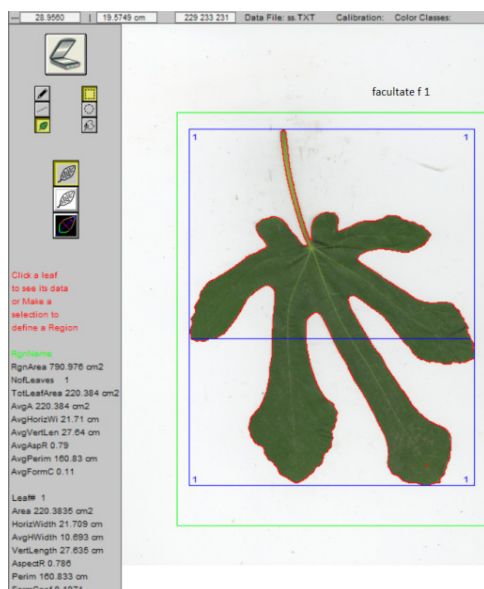 28.9560 | 19.5749 cm 229 233 231 Data File: ss.TXT Calibration: Color Classes:
facultate f 1
1 1
1 1
Click a leaf
to see its data
or Make a
selection to
define a Region
RgnName
RgnArea 790.976 cm2
NofLeaves 1
TotLeafArea 220.384 cm2
AvgA 220.384 cm2
AvgHorizWi 21.71 cm
AvgVertLen 27.64 cm
AvgAspR 0.79
AvgPerim 160.83 cm
AvgFormC 0.11
Leaf# 1
Area 220.3835 cm2
HorizWidth 21.709 cm
AvgHWidth 10.693 cm
VertLength 27.635 cm
AspectR 0.786
Perim 160.833 cm
FormCoef 0.1071